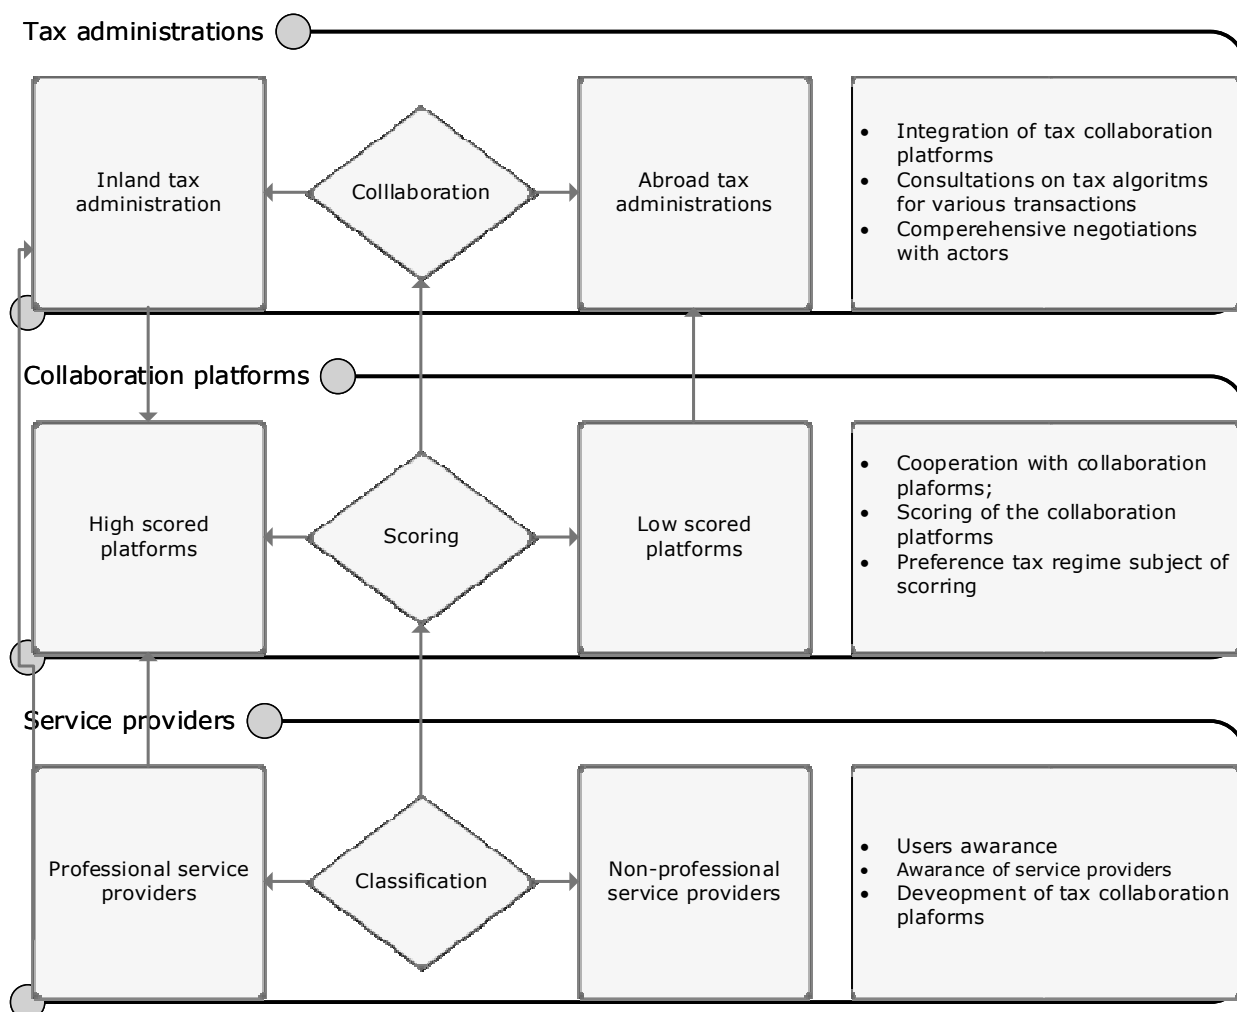 Tax administrations
Inland tax
administration
Colllaboration
Abroad tax
administrations
• Integration of tax collaboration
platforms
• Consultations on tax algoritms
for various transactions
• Comperehensive negotiations
with actors
Collaboration platforms
High scored
platforms
Scoring
Low scored
platforms
• Cooperation with collaboration
plaforms;
• Scoring of the collaboration
platforms
• Preference tax regime subject of
scorring
Service providers
Professional service
providers
Classification
Non-professional
service providers
• Users awarance
• Awarance of service providers
• Deveopment of tax collaboration
plaforms